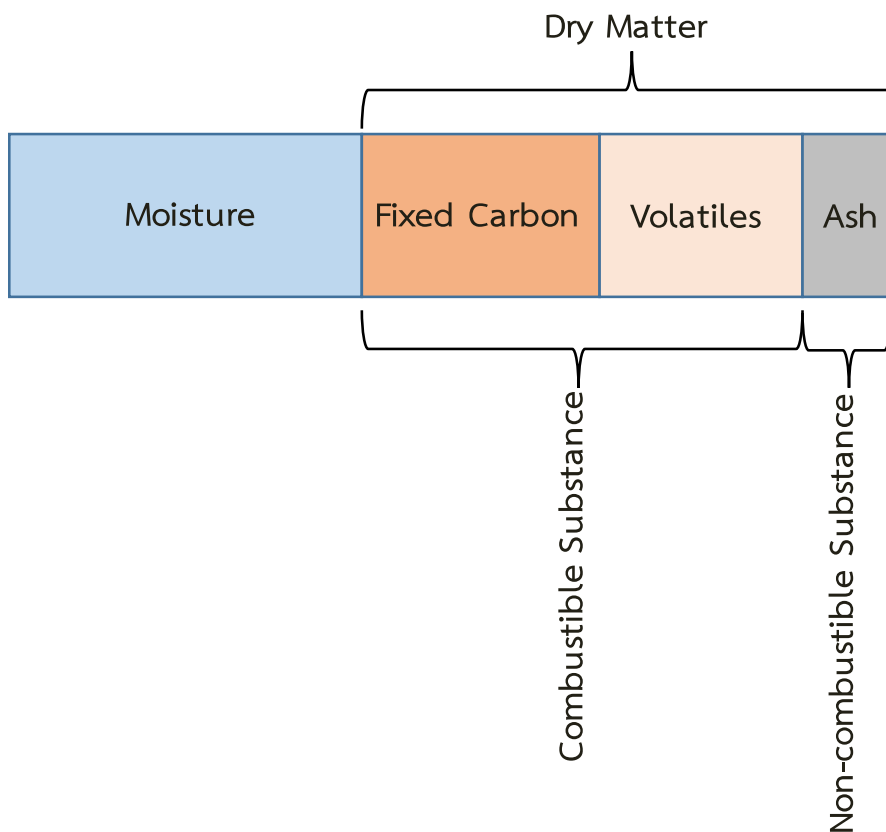 Dry Matter
Moisture
Fixed Carbon
Volatiles
Ash
Combustible Substance
Non-combustible Substance